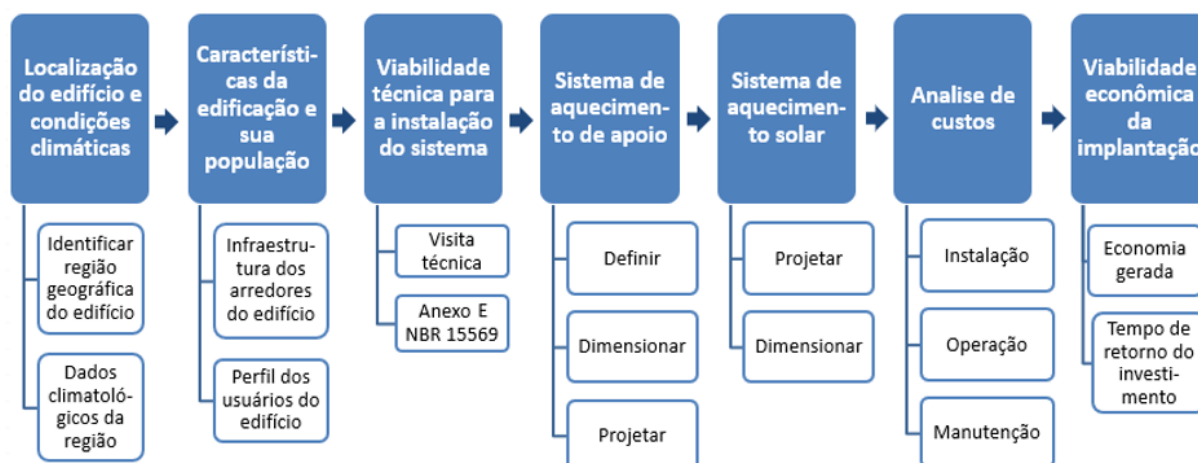 Localização
do edifício e
condições
climáticas
Identificar
região
geográfica
do edifício
Dados
climatoló-
gicos da
região
Característi-
cas da
edificação e
sua
população
Infraestru-
tura dos
arredores
do edifício
Perfil dos
usuários do
edifício
Viabilidade
técnica para
a instalação
do sistema
Visita
técnica
Anexo E
NBR 15569
Sistema de
aquecimen-
to de apoio
Definir
Dimensionar
Projetar
Sistema de
aquecimen-
to solar
Projetar
Dimensionar
Analise de
custos
Instalação
Operação
Manutenção
Viabilidade
econômica
da
implantação
Economia
gerada
Tempo de
retorno do
investi-
mento